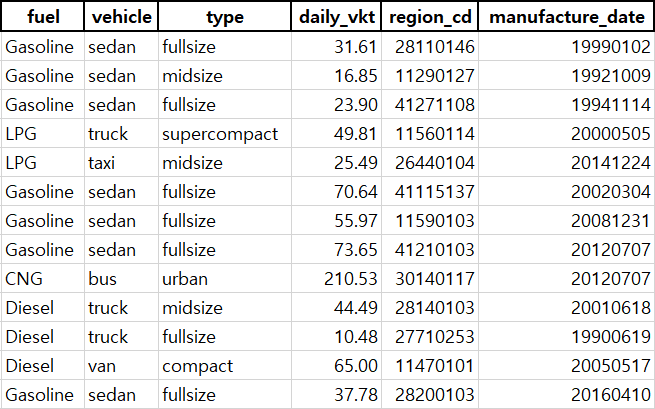 fuel vehicle type daily_vkt region_cd manufacture_date
Gasoline sedan fullsize 31.61 28110146 19990102
Gasoline sedan midsize 16.85 11290127 19921009
Gasoline sedan fullsize 23.90 41271108 19941114
LPG truck supercompact 49.81 11560114 20000505
LPG taxi midsize 25.49 26440104 20141224
Gasoline sedan fullsize 70.64 41115137 20020304
Gasoline sedan fullsize 55.97 11590103 20081231
Gasoline sedan fullsize 73.65 41210103 20120707
CNG bus urban 210.53 30140117 20120707
Diesel truck midsize 44.49 28140103 20010618
Diesel truck fullsize 10.48 27710253 19900619
Diesel van compact 65.00 11470101 20050517
Gasoline sedan fullsize 37.78 28200103 20160410